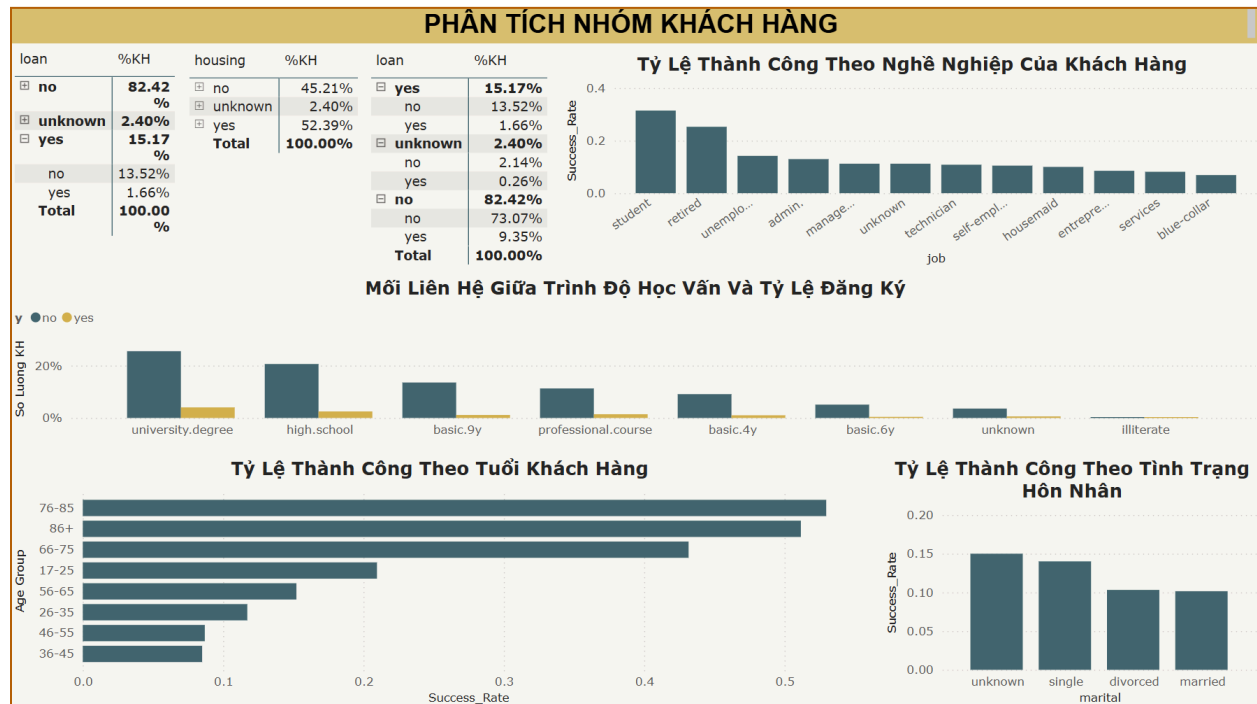 PHÂN TÍCH NHÓM KHÁCH HÀNG
loan %KH
no 82.42
%
unknown 2.40%
yes 15.17
%
no 13.52%
yes 1.66%
Total 100.00
%
housing %KH
no 45.21%
unknown 2.40%
yes 52.39%
Total 100.00%
loan %KH
yes 15.17%
no 13.52%
yes 1.66%
unknown 2.40%
no 2.14%
yes 0.26%
no 82.42%
no 73.07%
yes 9.35%
Total 100.00%
Tỷ Lệ Thành Công Theo Nghề Nghiệp Của Khách Hàng
Success_Rate
0.4
0.2
0.0
student retired unemplo... admin. manage... unknown technician self-empl... housemaid entrepre... services blue-collar
job
Mối Liên Hệ Giữa Trình Độ Học Vấn Và Tỷ Lệ Đăng Ký
y no yes
So Luong KH
20%
0%
university.degree high.school basic.9y professional.course basic.4y basic.6y unknown illiterate
Tỷ Lệ Thành Công Theo Tuổi Khách Hàng
Age Group
76-85
86+
66-75
17-25
56-65
26-35
46-55
36-45
0.0 0.1 0.2 0.3 0.4 0.5
Success_Rate
Tỷ Lệ Thành Công Theo Tình Trạng
Hôn Nhân
Success_Rate
0.20
0.15
0.10
0.05
0.00
unknown single divorced married
marital